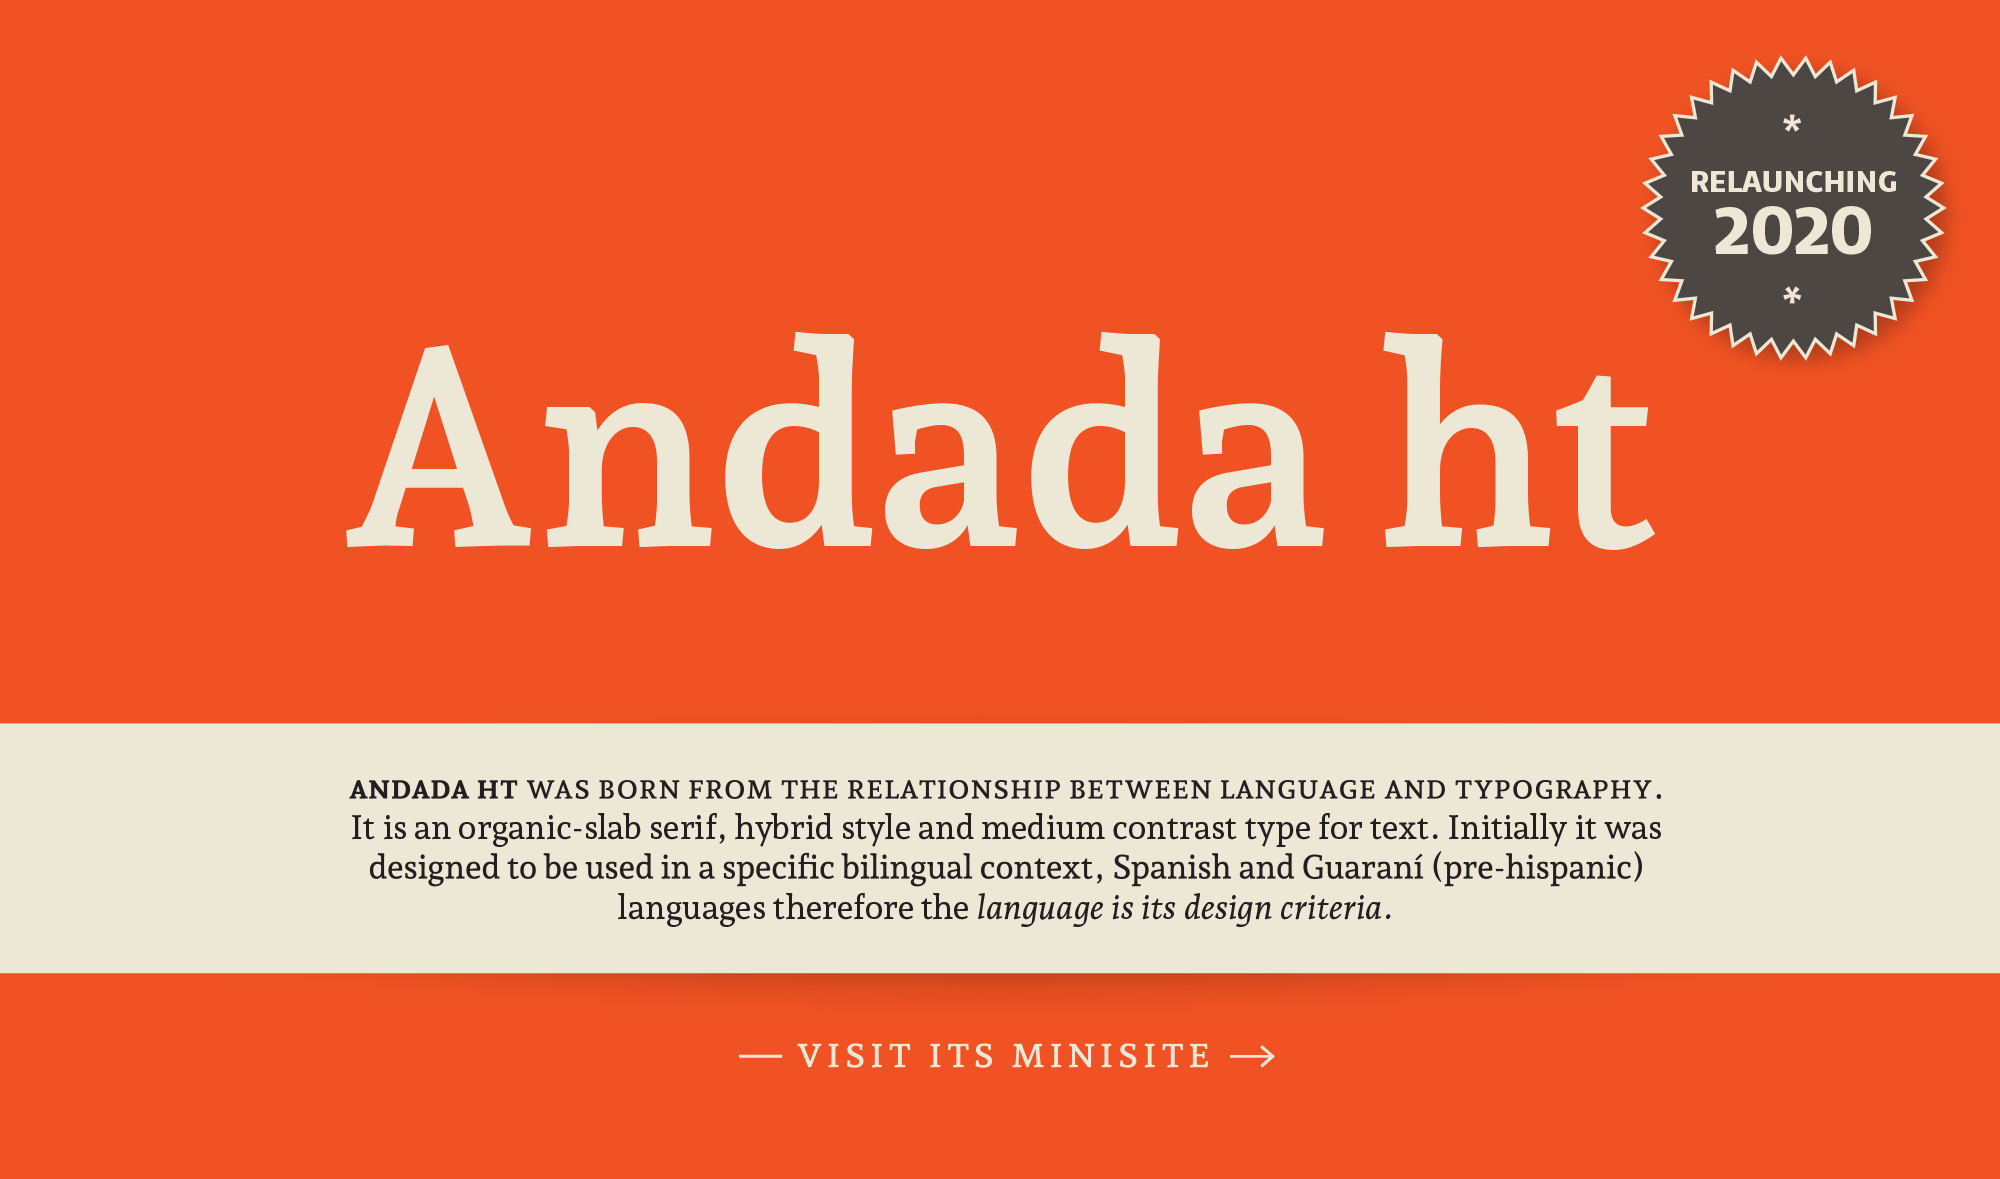 *
RELAUNCHING
2020
*
Andada ht
ANDADA HT WAS BORN FROM THE RELATIONSHIP BETWEEN LANGUAGE AND TYPOGRAPHY.
It is an organic-slab serif, hybrid style and medium contrast type for text. Initially it was
designed to be used in a specific bilingual context, Spanish and Guaraní (pre-hispanic)
languages therefore the language is its design criteria.
— VISIT ITS MINISITE →